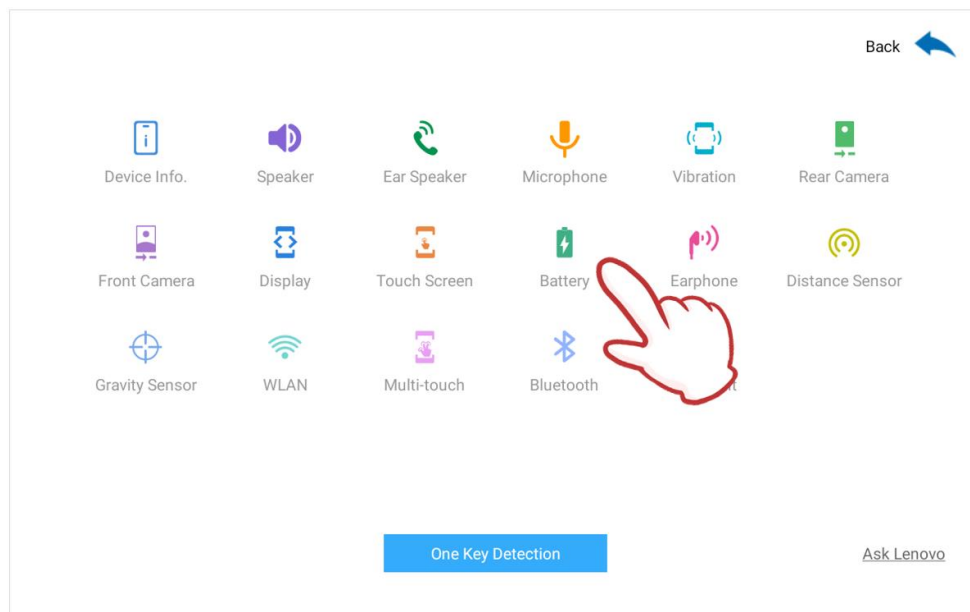 Back
Device Info.
Speaker
Ear Speaker
Microphone
Vibration
Rear Camera
Front Camera
Display
Touch Screen
Battery
Earphone
Distance Sensor
Gravity Sensor
WLAN
Multi-touch
Bluetooth
One Key Detection
Ask Lenovo